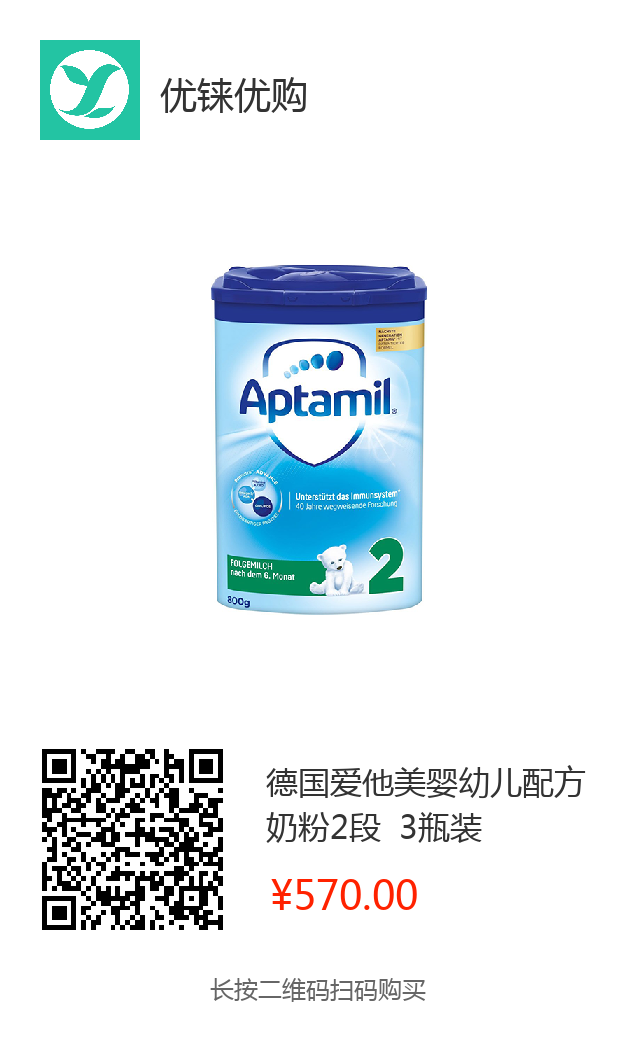 优铼优购
Aptamil
Unterstützt das Immunsystem*
40 Jahre wegweisende Forschung
FOLGEMILCH
nach dem 6. Monat
2
800g
德国爱他美婴幼儿配方
奶粉2段 3瓶装
¥570.00
长按二维码扫码购买